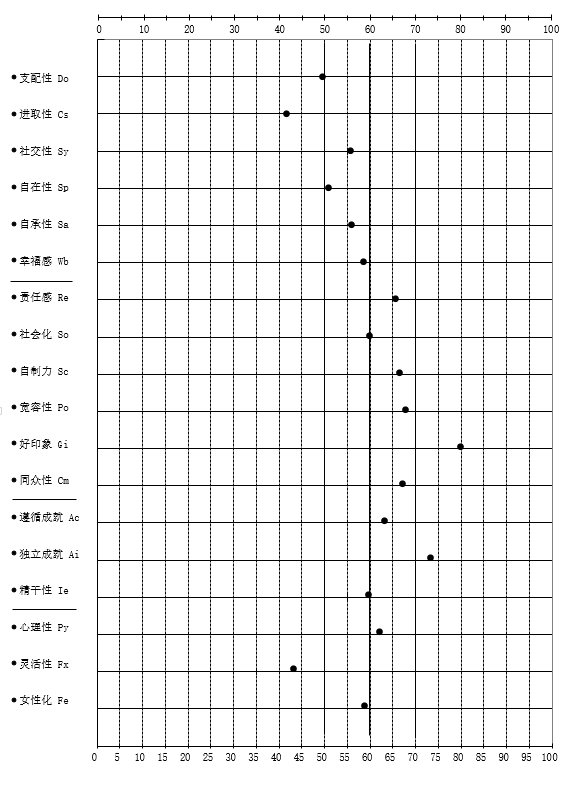 0 10 20 30 40 50 60 70 80 90 100
支配性 Do
进取性 Cs
社交性 Sy
自在性 Sp
自承性 Sa
幸福感 Wb
责任感 Re
社会化 So
自制力 Sc
宽容性 Po
好印象 Gi
同众性 Cm
遵循成就 Ac
独立成就 Ai
精干性 Ie
心理性 Py
灵活性 Fx
女性化 Fe
0 5 10 15 20 25 30 35 40 45 50 55 60 65 70 75 80 85 90 95 100